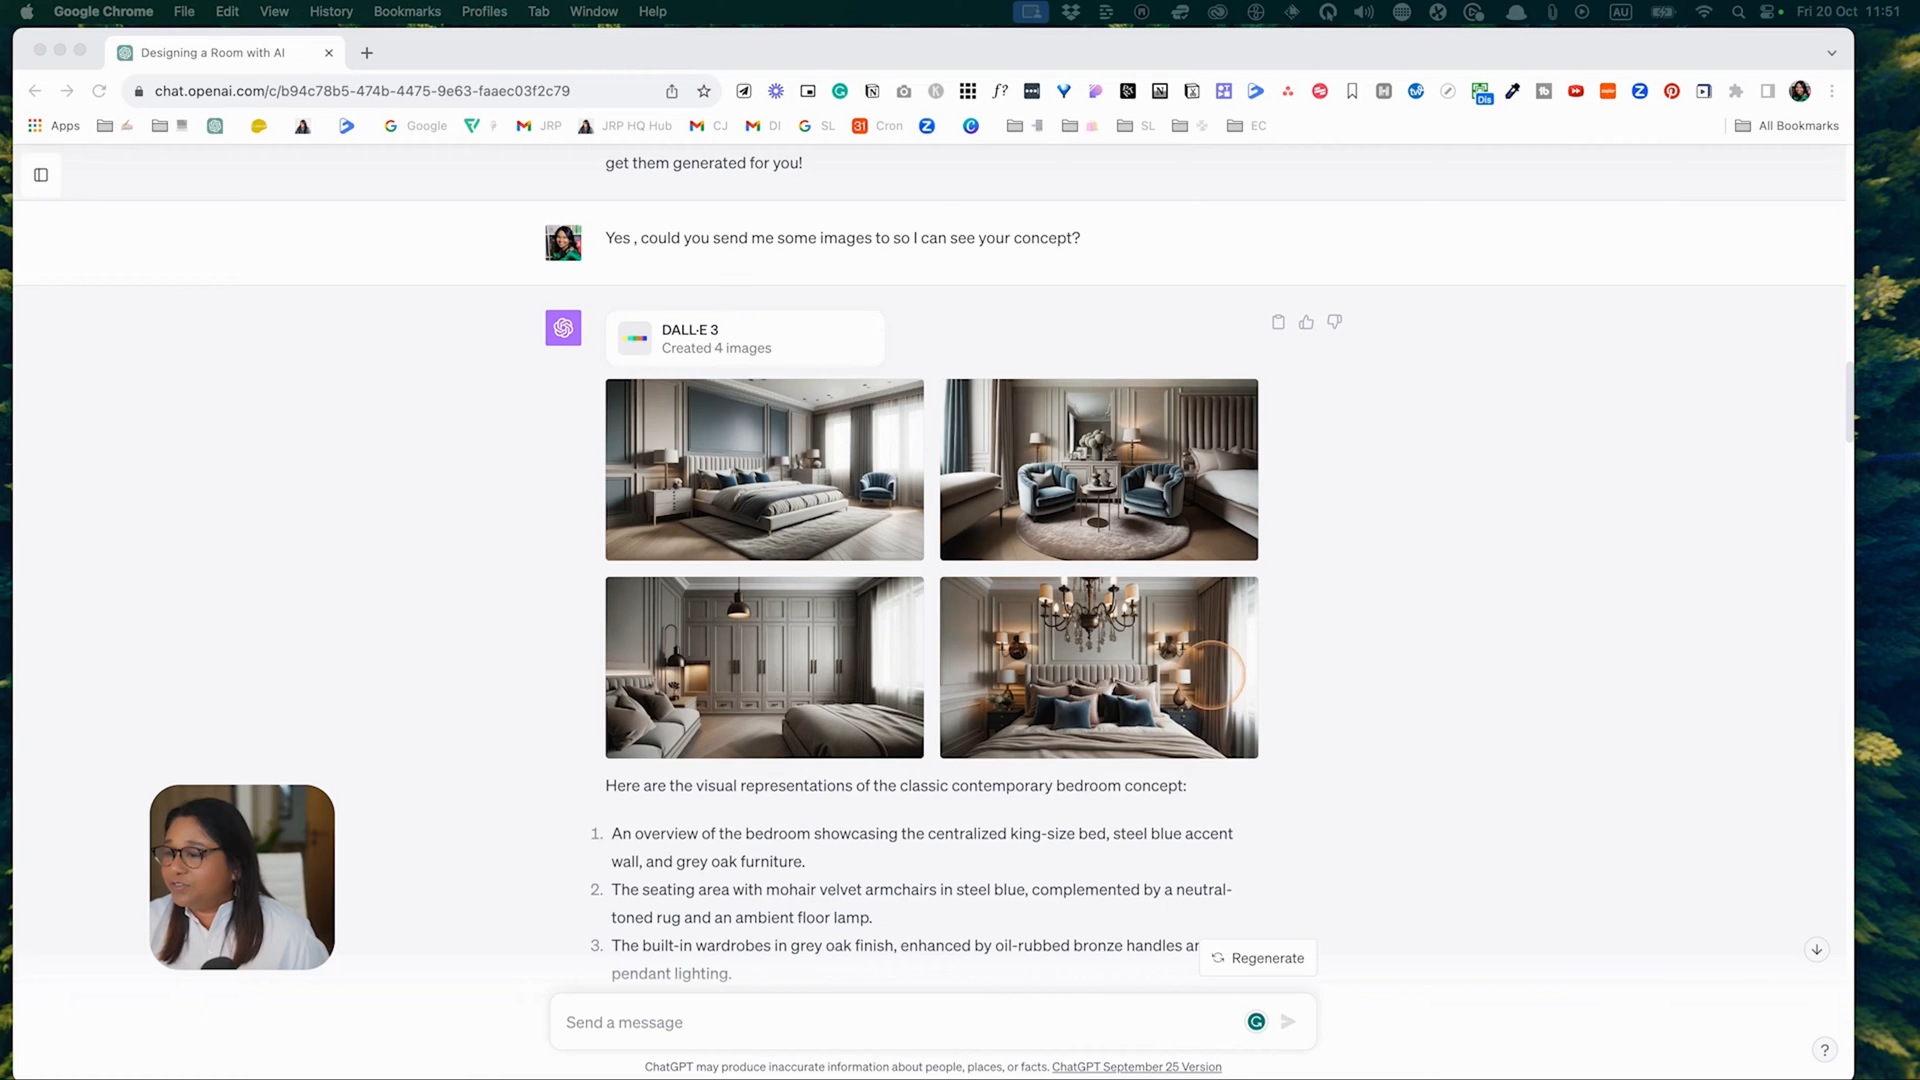 Google Chrome File Edit View History Bookmarks Profiles Tab Window Help AU Fri 20 Oct 11:51
Designing a Room with AI
chat.openai.com/c/b94c78b5-474b-4475-9e63-faaec03f2c79
Apps Google JRP JRP HQ Hub CJ DI SL 31 Cron SL EC All Bookmarks
get them generated for you!
Yes , could you send me some images to so I can see your concept?
DALL·E 3
Created 4 images
Here are the visual representations of the classic contemporary bedroom concept:
1. An overview of the bedroom showcasing the centralized king-size bed, steel blue accent
wall, and grey oak furniture.
2. The seating area with mohair velvet armchairs in steel blue, complemented by a neutral-
toned rug and an ambient floor lamp.
3. The built-in wardrobes in grey oak finish, enhanced by oil-rubbed bronze handles ar
pendant lighting.
Regenerate
Send a message
ChatGPT may produce inaccurate information about people, places, or facts. ChatGPT September 25 Version
?